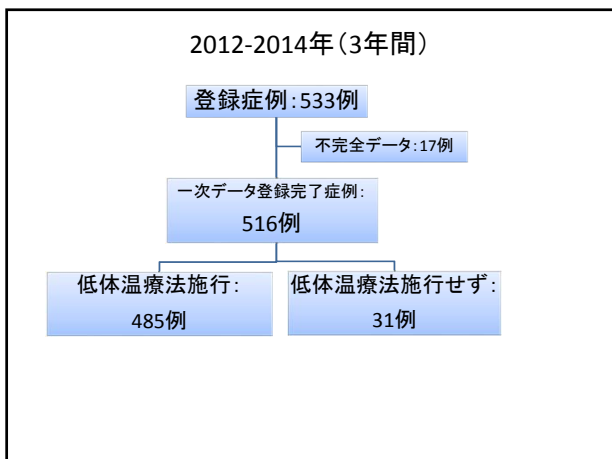 2012-2014年(3年間)
登録症例:533例
不完全データ:17例
一次データ登録完了症例:
516例
低体温療法施行:
485例
低体温療法施行せず:
31例